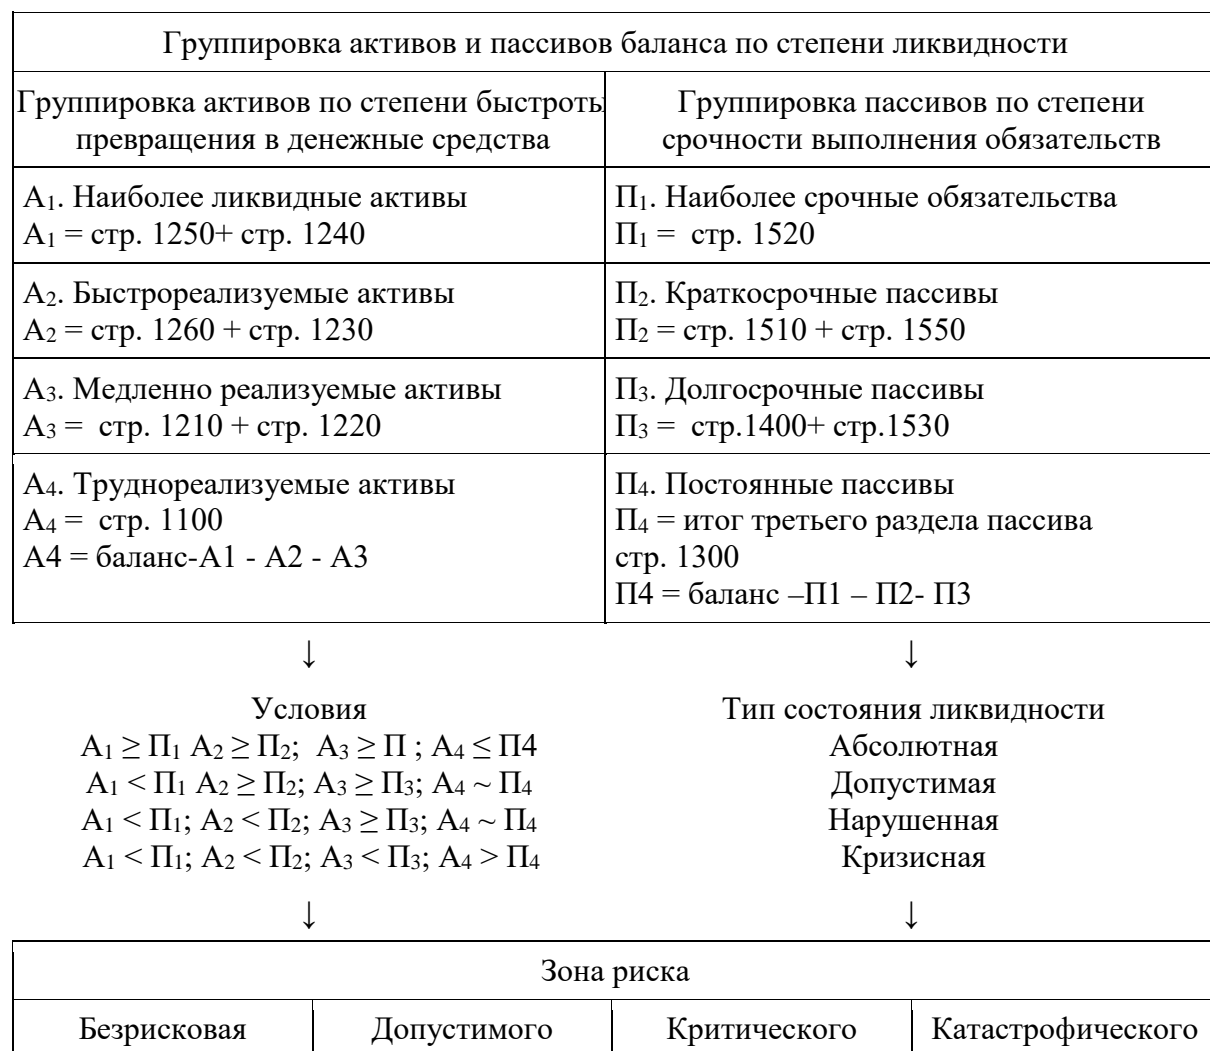 Группировка активов и пассивов баланса по степени ликвидности
Группировка активов по степени быстроты
превращения в денежные средства
Группировка пассивов по степени
срочности выполнения обязательств
А₁. Наиболее ликвидные активы
А₁ = стр. 1250+ стр. 1240
П₁. Наиболее срочные обязательства
П₁ = стр. 1520
А₂. Быстрореализуемые активы
А₂ = стр. 1260 + стр. 1230
П₂. Краткосрочные пассивы
П₂ = стр. 1510 + стр. 1550
А₃. Медленно реализуемые активы
А₃ = стр. 1210 + стр. 1220
П₃. Долгосрочные пассивы
П₃ = стр.1400+ стр.1530
А₄. Труднореализуемые активы
А₄ = стр. 1100
А4 = баланс-А1 - А2 - А3
П₄. Постоянные пассивы
П₄ = итог третьего раздела пассива
стр. 1300
П4 = баланс –П1 – П2- П3
↓ ↓
Условия Тип состояния ликвидности
А₁ ≥ П₁ А₂ ≥ П₂; А₃ ≥ П ; А₄ ≤ П4 Абсолютная
А₁ < П₁ А₂ ≥ П₂; А₃ ≥ П₃; А₄ ~ П₄ Допустимая
А₁ < П₁; А₂ < П₂; А₃ ≥ П₃; А₄ ~ П₄ Нарушенная
А₁ < П₁; А₂ < П₂; А₃ < П₃; А₄ > П₄ Кризисная
↓ ↓
Зона риска
Безрисковая Допустимого Критического Катастрофического